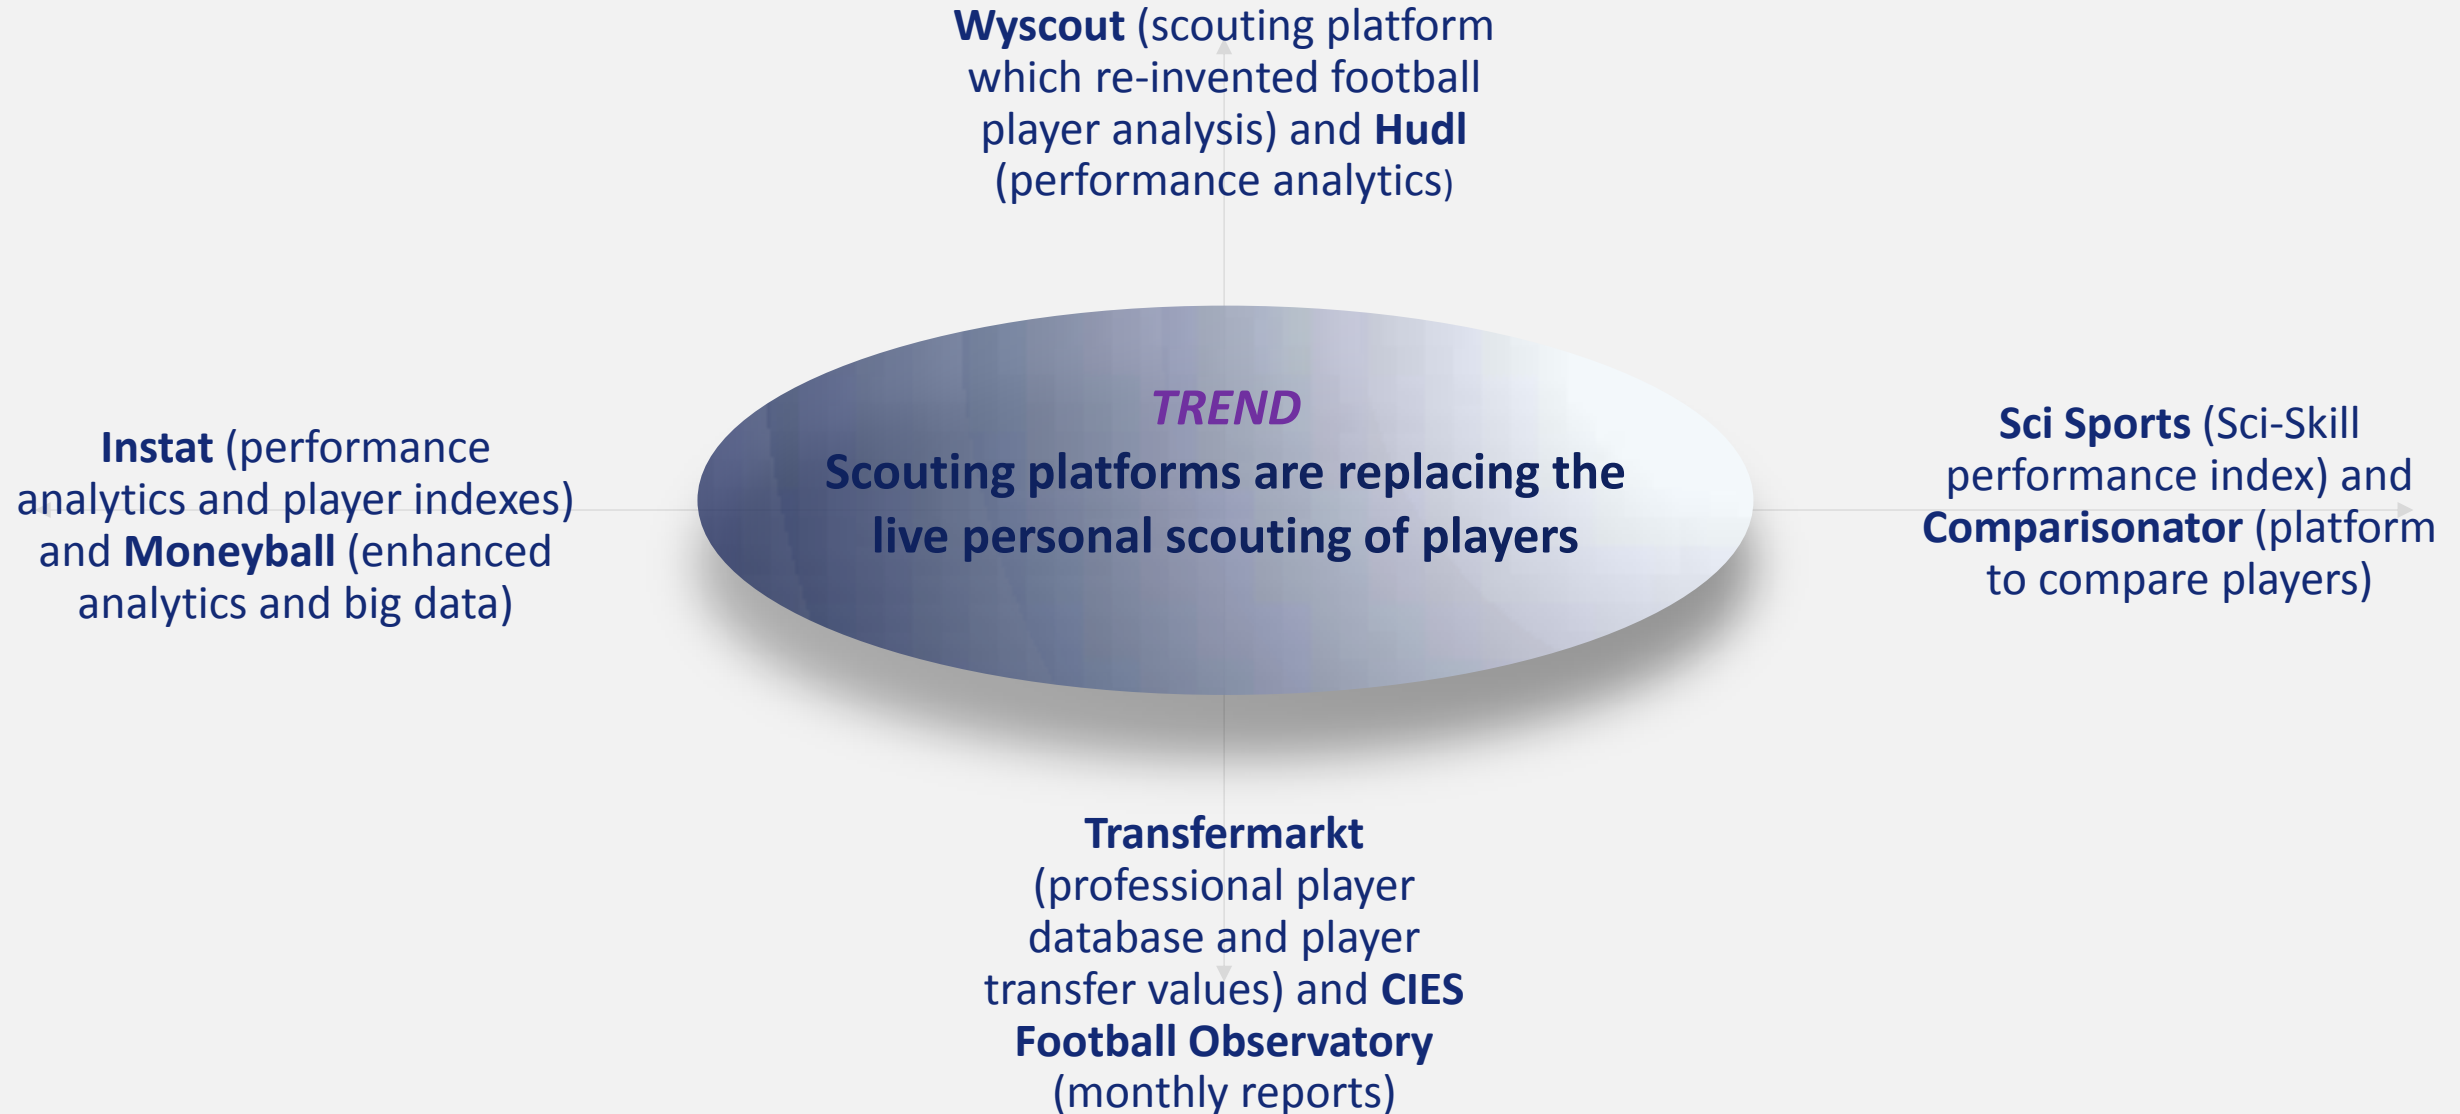 Wyscout (scouting platform
which re-invented football
player analysis) and Hudl
(performance analytics)
TREND
Scouting platforms are replacing the
live personal scouting of players
Instat (performance
analytics and player indexes)
and Moneyball (enhanced
analytics and big data)
Sci Sports (Sci-Skill
performance index) and
Comparisonator (platform
to compare players)
Transfermarkt
(professional player
database and player
transfer values) and CIES
Football Observatory
(monthly reports)